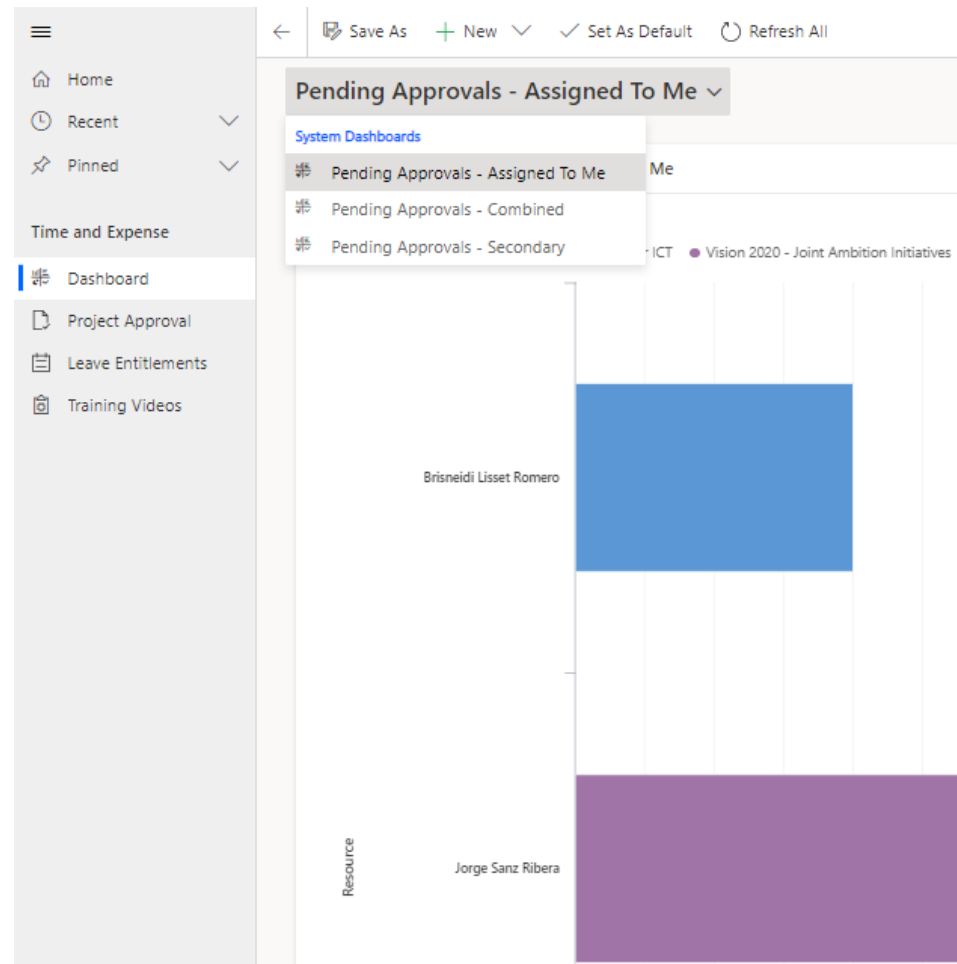 Save As
New
Set As Default
Refresh All
Home
Recent
Pinned
Time and Expense
Dashboard
Project Approval
Leave Entitlements
Training Videos
Pending Approvals - Assigned To Me
System Dashboards
Pending Approvals - Assigned To Me
Pending Approvals - Combined
Pending Approvals - Secondary
Me
ICT
Vision 2020 - Joint Ambition Initiatives
Brisneidi Lisset Romero
Jorge Sanz Ribera
Resource